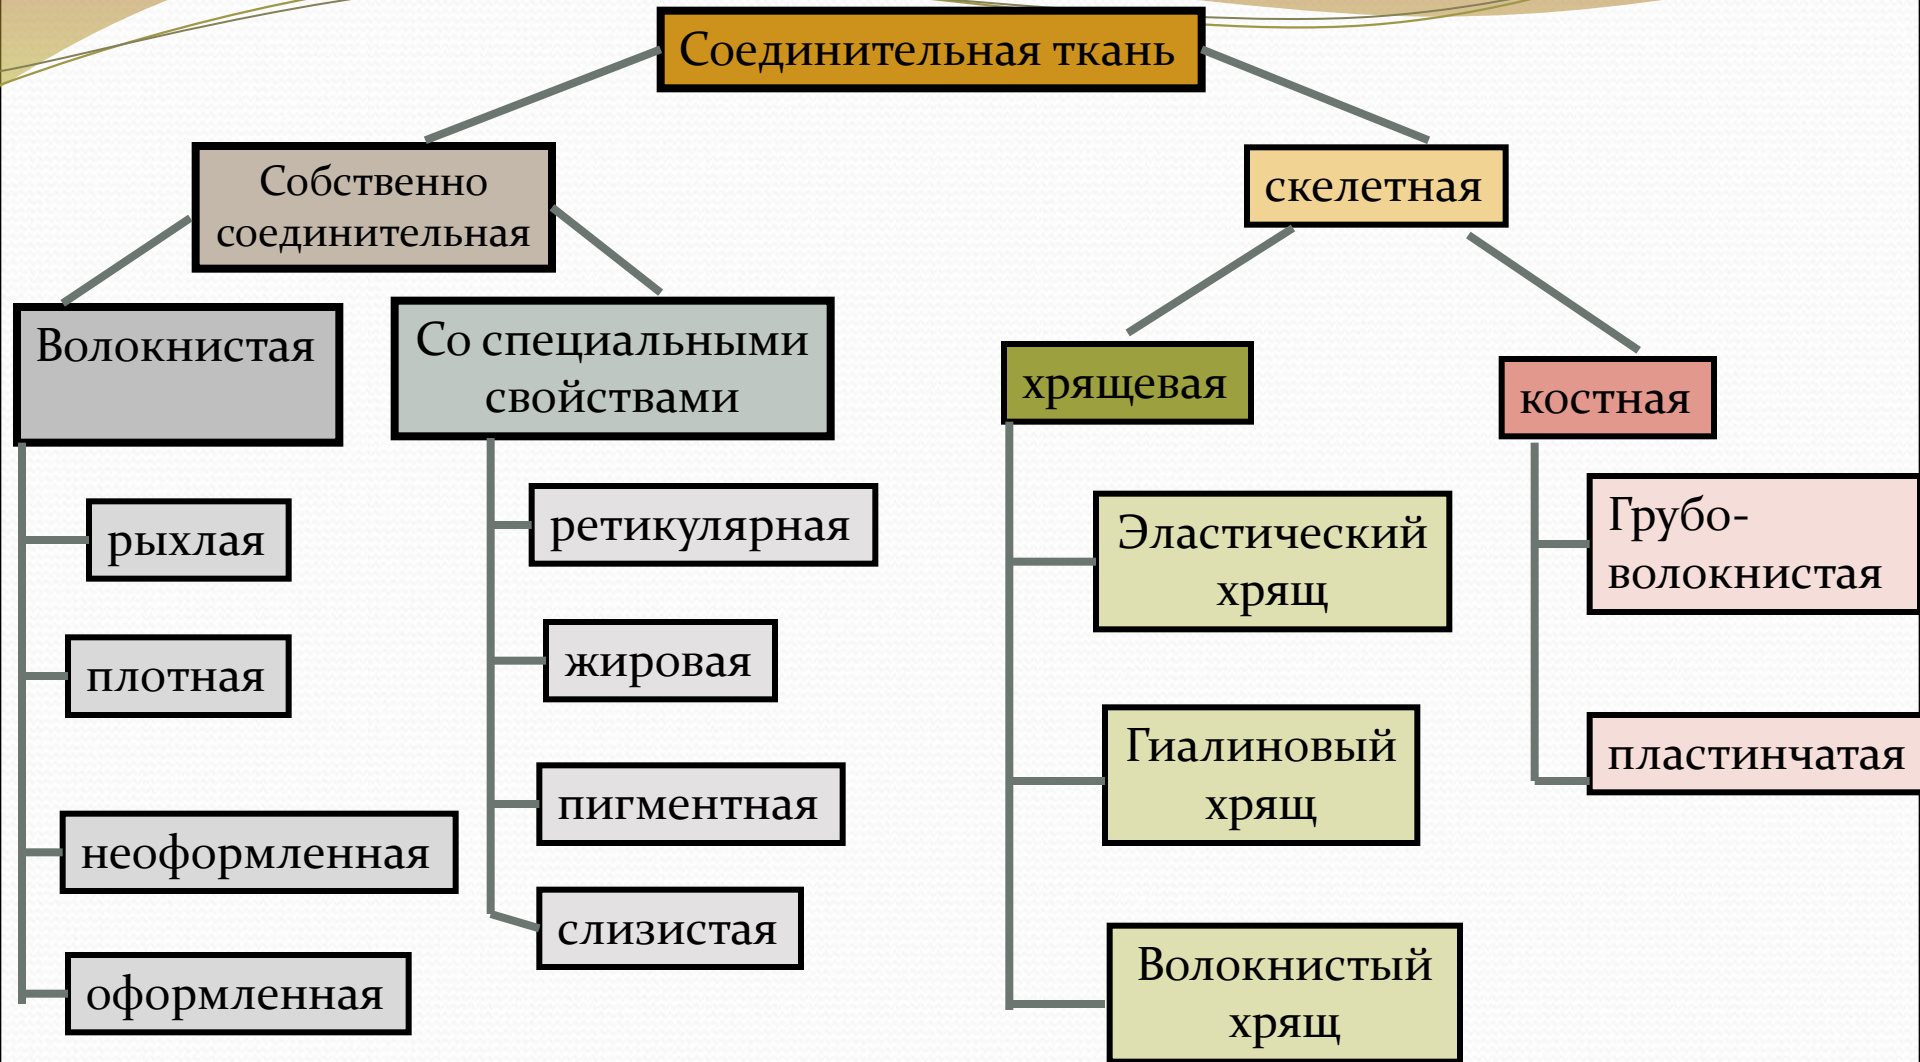 Соединительная ткань
Собственно
соединительная
скелетная
Волокнистая
Со специальными
свойствами
хрящевая
костная
рыхлая
плотная
неоформленная
оформленная
ретикулярная
жировая
пигментная
слизистая
Эластический
хрящ
Гиалиновый
хрящ
Волокнистый
хрящ
Грубо-
волокнистая
пластинчатая